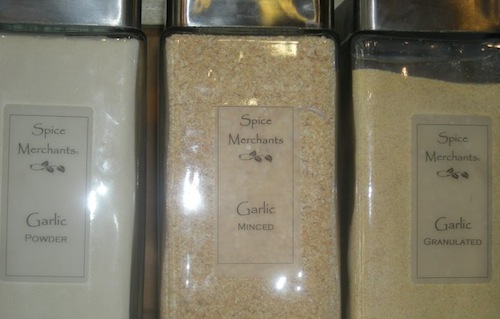 Spice
Merchants
Garlic
POWDER
Spice
Merchants
Garlic
MINCED
Spice
Merchants
Garlic
GRANULATED